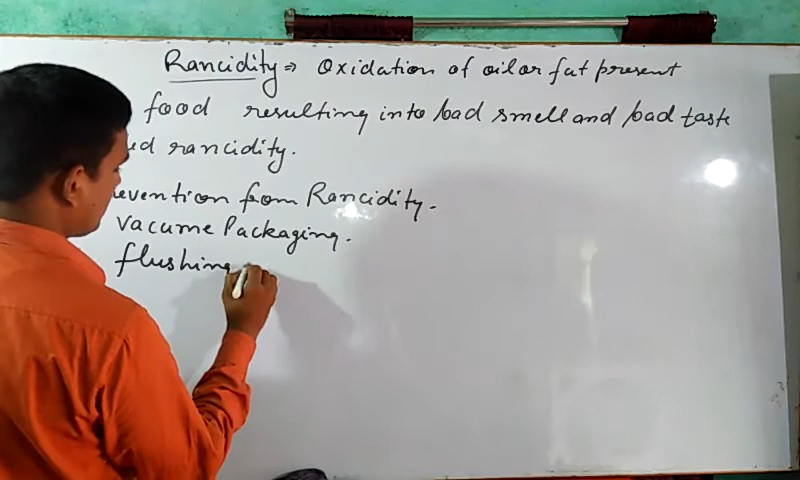 Rancidity ⇒ Oxidation of oil or fat present
food resulting into bad smell and bad taste
ed rancidity.
evention from Rancidity.
Vacume Packaging.
flushing